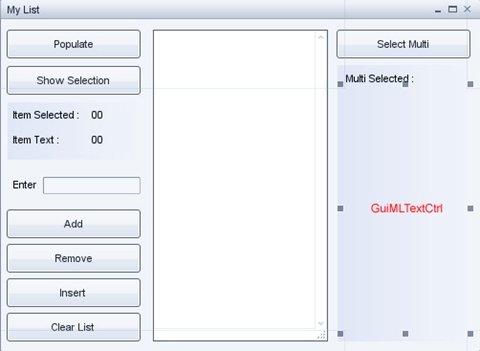 My List
Populate
Show Selection
Item Selected : 00
Item Text : 00
Enter
Add
Remove
Insert
Clear List
Select Multi
Multi Selected :
GuiMLTextCtrl